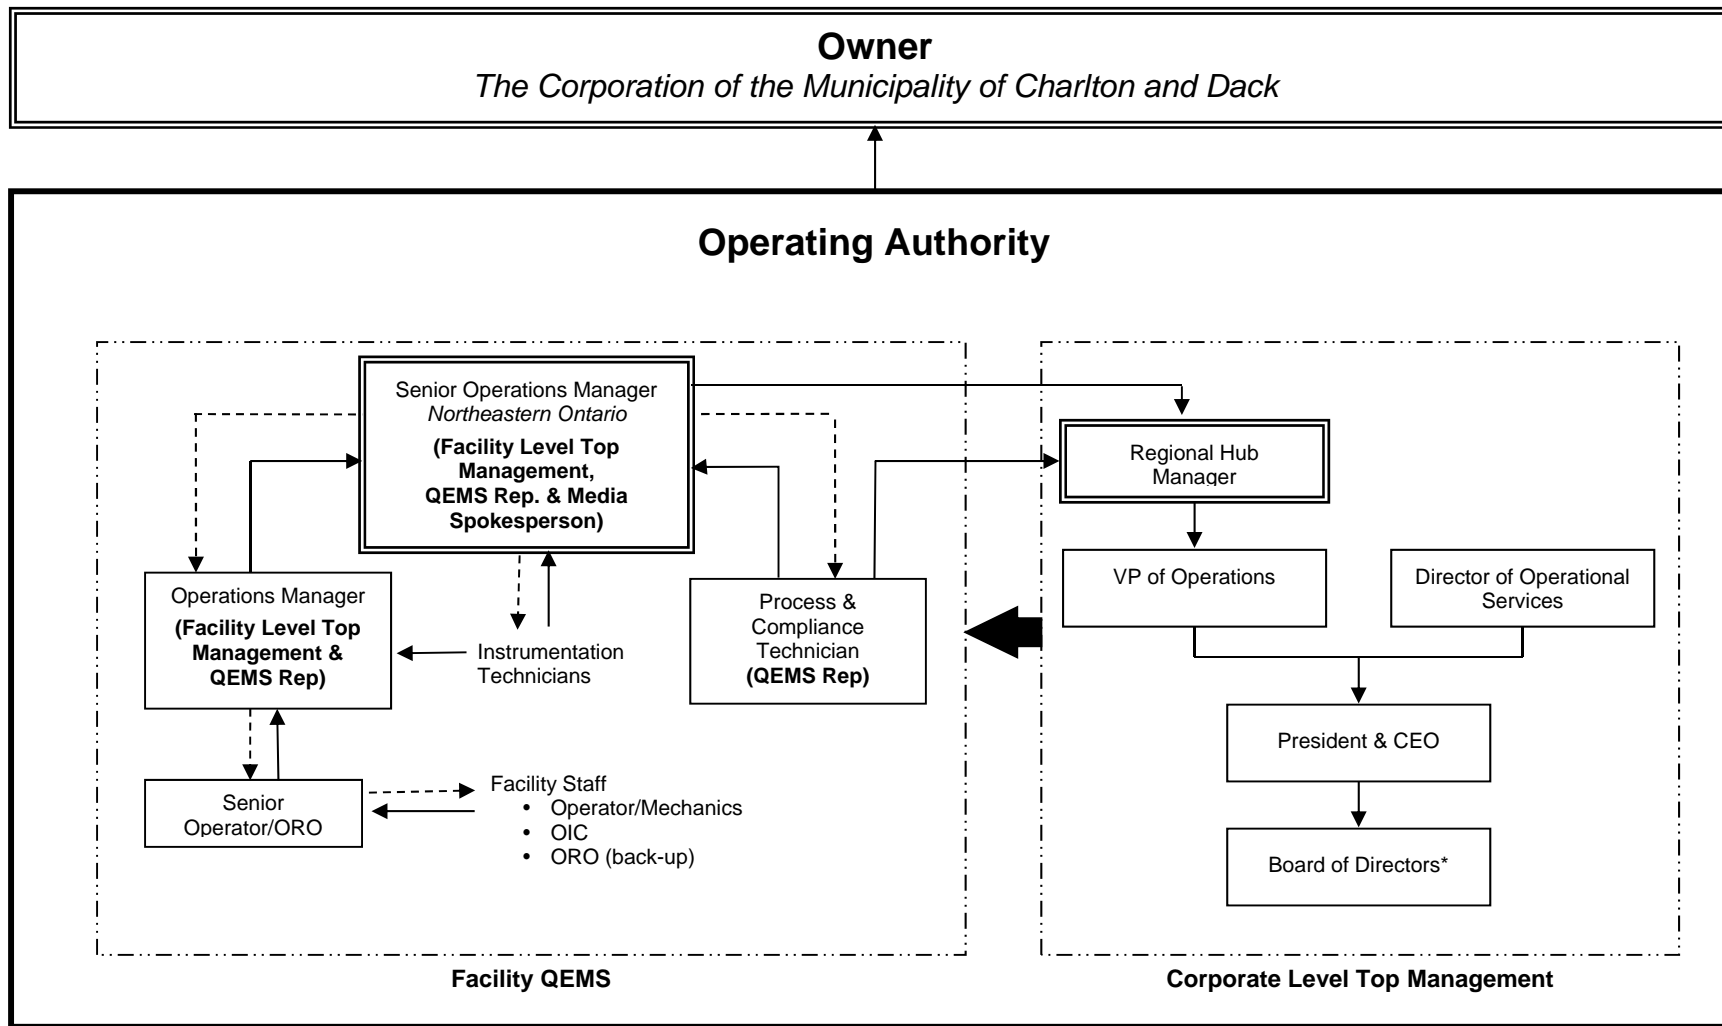 Owner
The Corporation of the Municipality of Charlton and Dack
Operating Authority
Senior Operations Manager
Northeastern Ontario
(Facility Level Top
Management,
QEMS Rep. & Media
Spokesperson)
Operations Manager
(Facility Level Top
Management &
QEMS Rep)
Instrumentation
Technicians
Process &
Compliance
Technician
(QEMS Rep)
Senior
Operator/ORO
Facility Staff
• Operator/Mechanics
• OIC
• ORO (back-up)
Facility QEMS
Regional Hub
Manager
VP of Operations
Director of Operational
Services
President & CEO
Board of Directors*
Corporate Level Top Management